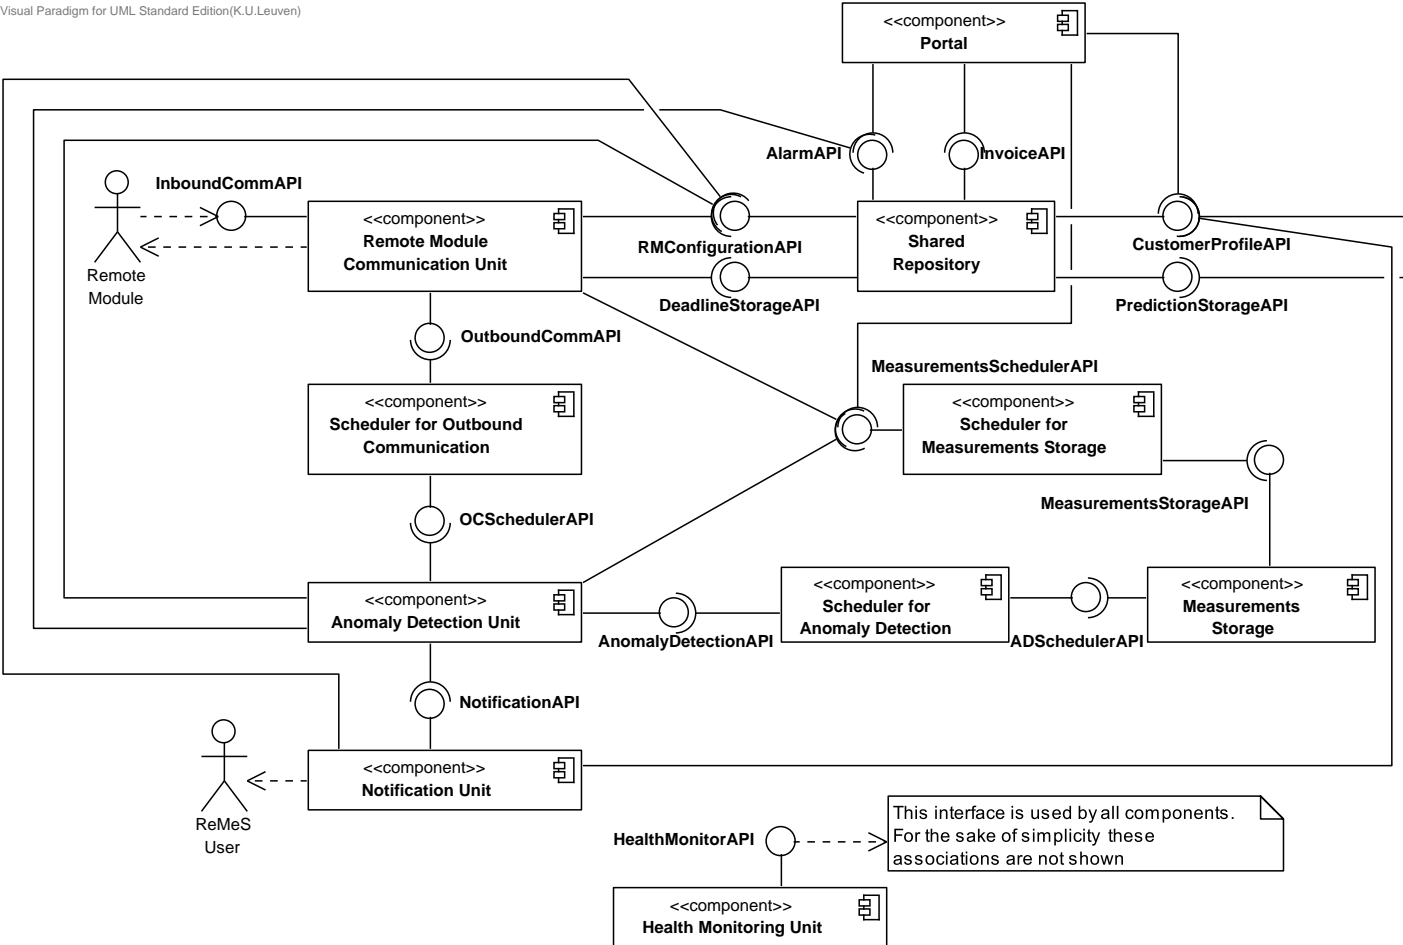 Visual Paradigm for UML Standard Edition(K.U.Leuven)
<<component>>
Portal
AlarmAPI
InvoiceAPI
InboundCommAPI
Remote
Module
<<component>>
Remote Module
Communication Unit
RMConfigurationAPI
DeadlineStorageAPI
<<component>>
Shared
Repository
CustomerProfileAPI
PredictionStorageAPI
OutboundCommAPI
MeasurementsSchedulerAPI
<<component>>
Scheduler for Outbound
Communication
<<component>>
Scheduler for
Measurements Storage
MeasurementsStorageAPI
OCSchedulerAPI
<<component>>
Anomaly Detection Unit
AnomalyDetectionAPI
<<component>>
Scheduler for
Anomaly Detection
ADSchedulerAPI
<<component>>
Measurements
Storage
NotificationAPI
<<component>>
Notification Unit
ReMeS
User
HealthMonitorAPI
This interface is used by all components.
For the sake of simplicity these
associations are not shown
<<component>>
Health Monitoring Unit